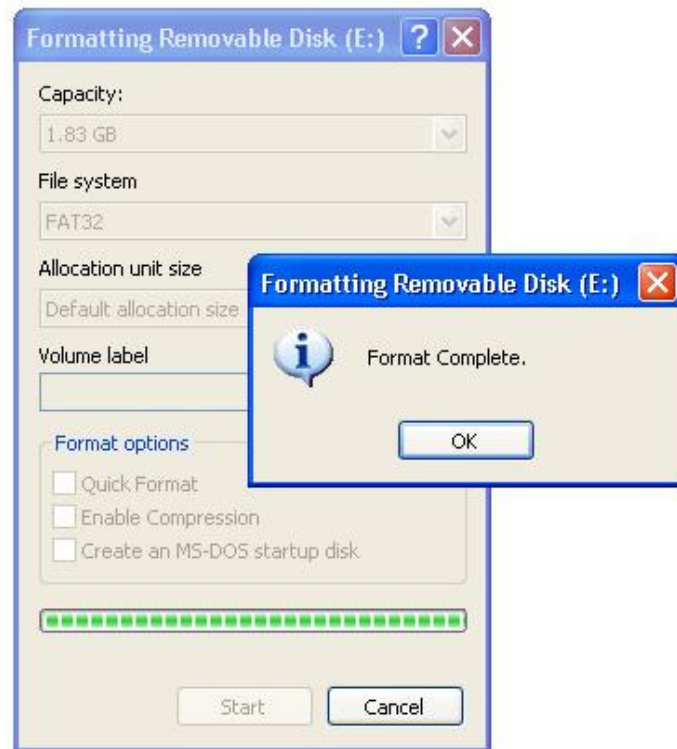 Formatting Removable Disk (E:)
Capacity:
1.83 GB
File system
FAT32
Allocation unit size
Default allocation size
Volume label
Format options
Quick Format
Enable Compression
Create an MS-DOS startup disk
Start
Cancel
Formatting Removable Disk (E:)
Format Complete.
OK